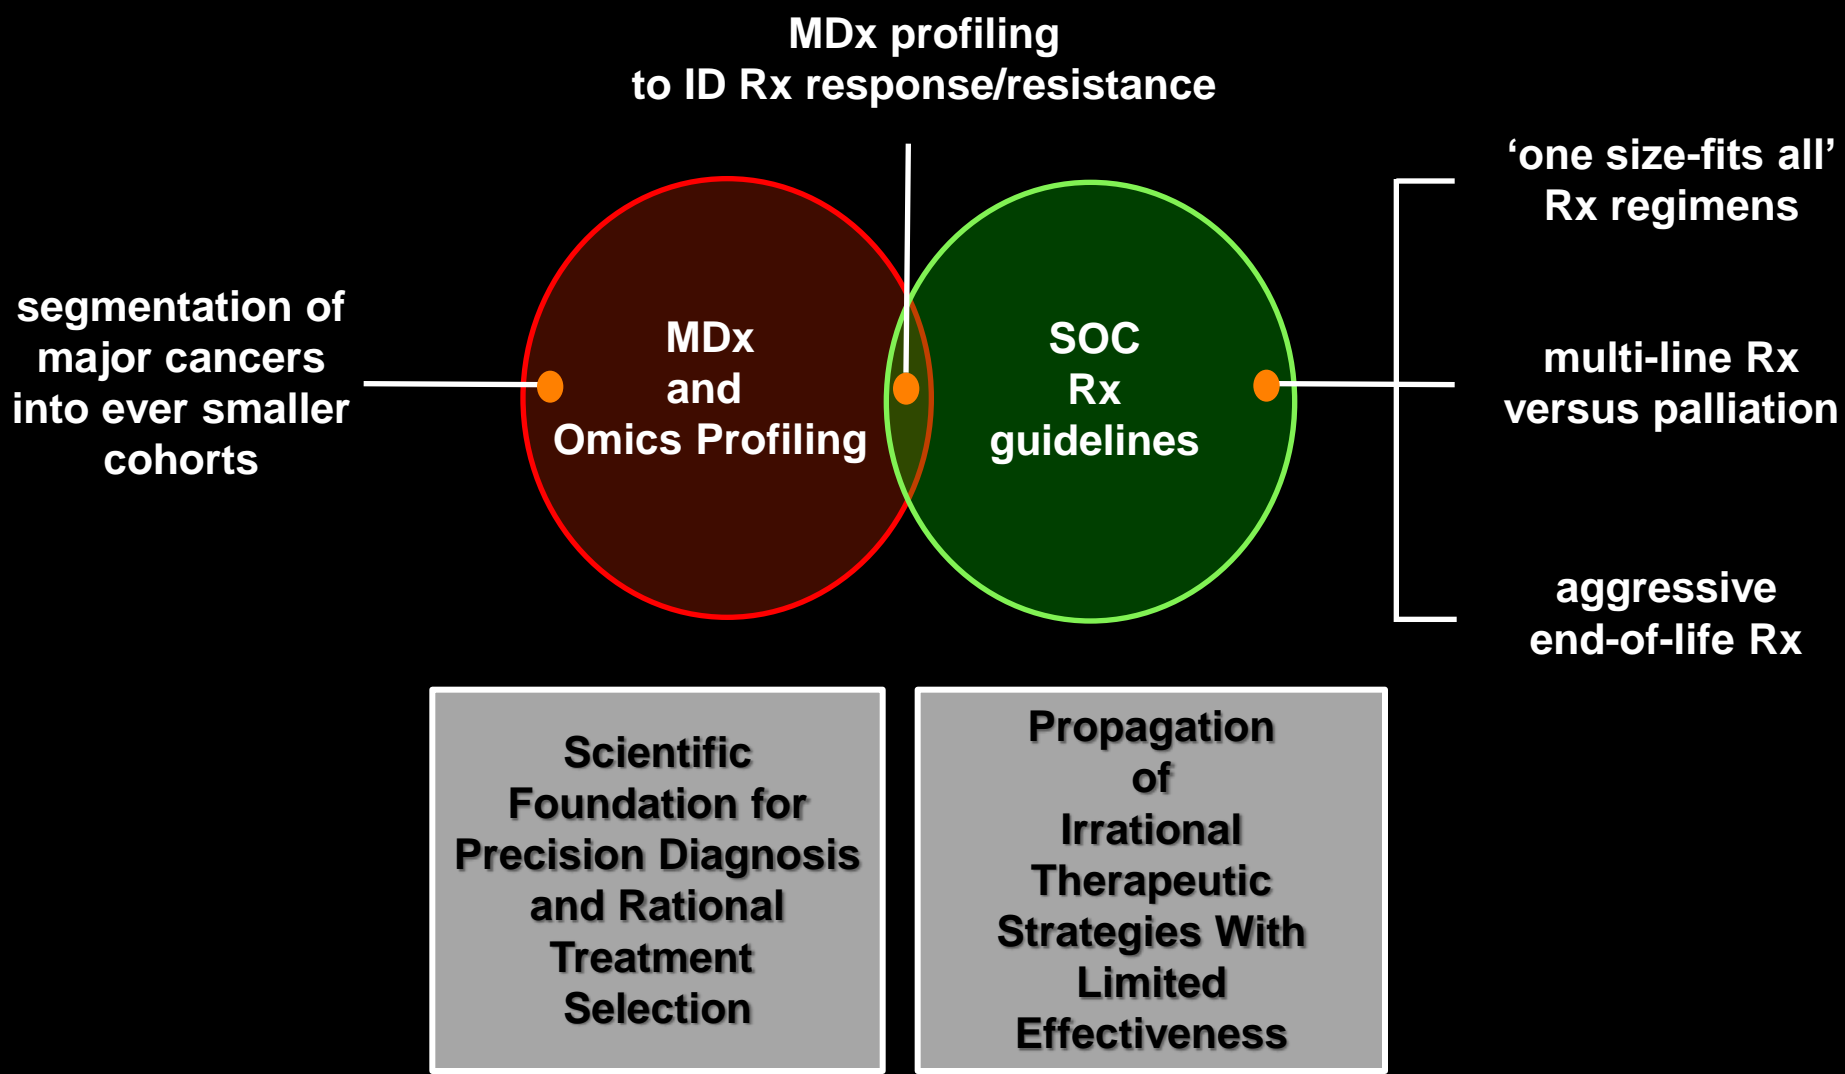 MDx profiling
to ID Rx response/resistance
segmentation of
major cancers
into ever smaller
cohorts
MDx
and
Omics Profiling
SOC
Rx
guidelines
‘one size-fits all’
Rx regimens
multi-line Rx
versus palliation
aggressive
end-of-life Rx
Scientific
Foundation for
Precision Diagnosis
and Rational
Treatment
Selection
Propagation
of
Irrational
Therapeutic
Strategies With
Limited
Effectiveness